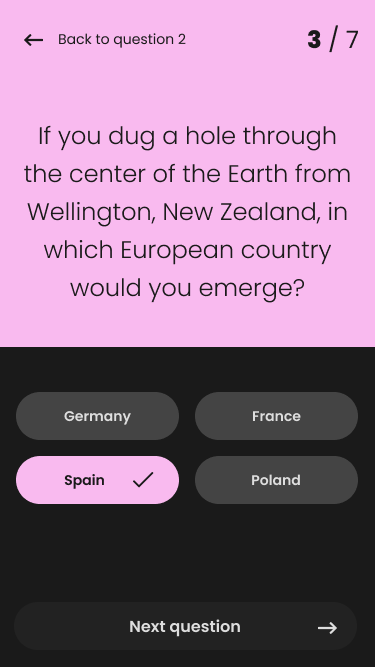 Back to question 2
3 / 7
If you dug a hole through
the center of the Earth from
Wellington, New Zealand, in
which European country
would you emerge?
Germany
France
Spain
Poland
Next question